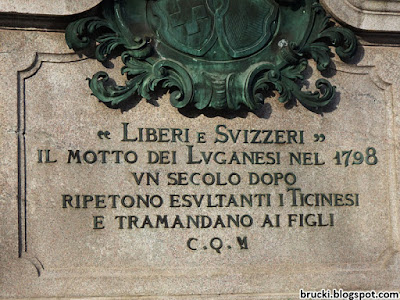 « LIBERI E SVIZZERI »
IL MOTTO DEI LVGANESI NEL 1798
VN SECOLO DOPO
RIPETONO ESVLTANTI I TICINESI
E TRAMANDANO AI FIGLI
C.Q.M
brucki.blogspot.com